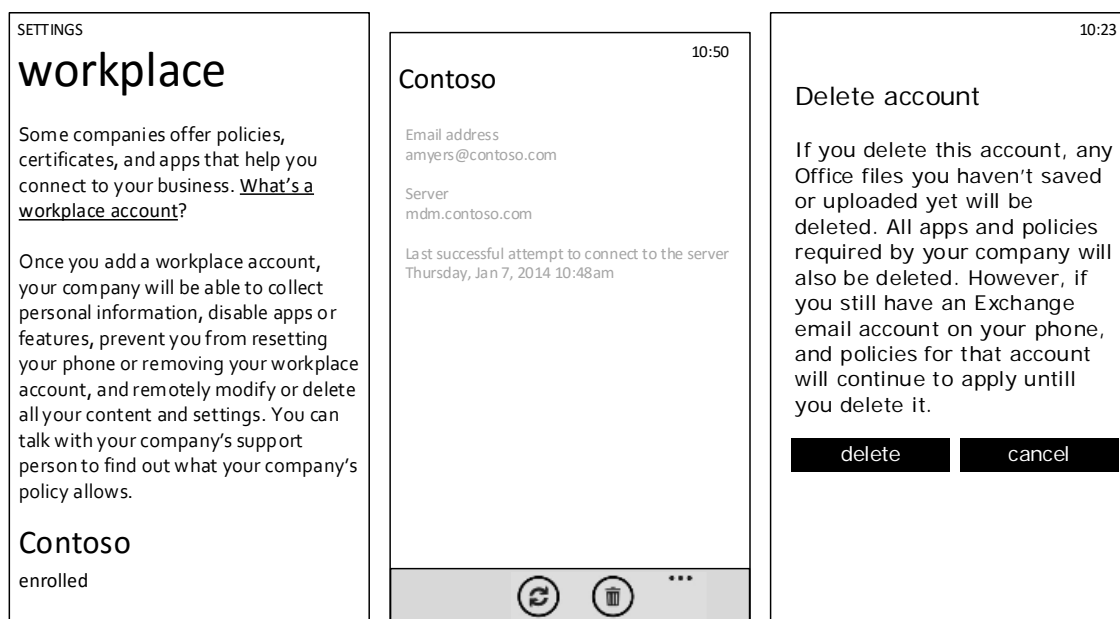 SETTINGS
workplace
Some companies offer policies,
certificates, and apps that help you
connect to your business. What's a
workplace account?
Once you add a workplace account,
your company will be able to collect
personal information, disable apps or
features, prevent you from resetting
your phone or removing your workplace
account, and remotely modify or delete
all your content and settings. You can
talk with your company's support
person to find out what your company's
policy allows.
Contoso
enrolled
10:50
Contoso
Email address
amyers@contoso.com
Server
mdm.contoso.com
Last successful attempt to connect to the server
Thursday, Jan 7, 2014 10:48am
10:23
Delete account
If you delete this account, any
Office files you haven't saved
or uploaded yet will be
deleted. All apps and policies
required by your company will
also be deleted. However, if
you still have an Exchange
email account on your phone,
and policies for that account
will continue to apply untill
you delete it.
delete cancel